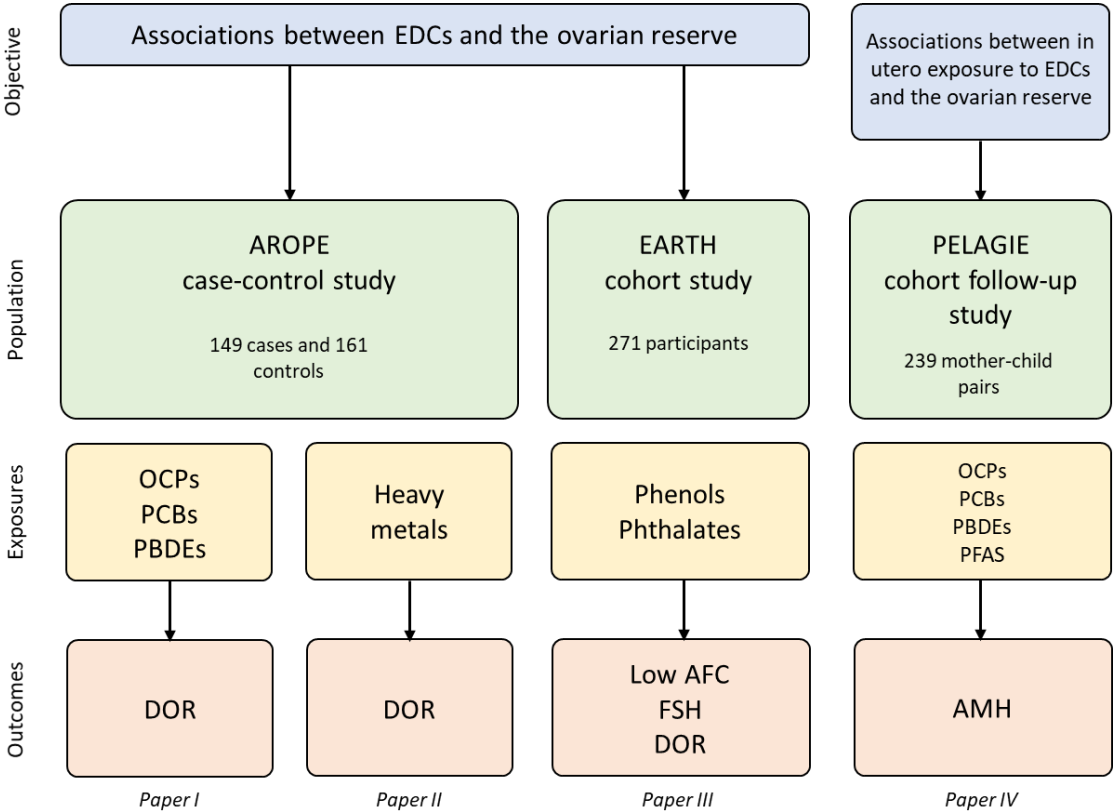 Objective
Associations between EDCs and the ovarian reserve
Associations between in
utero exposure to EDCs
and the ovarian reserve
Population
AROPE
case-control study
149 cases and 161
controls
EARTH
cohort study
271 participants
PELAGIE
cohort follow-up
study
239 mother-child
pairs
Exposures
OCPs
PCBs
PBDEs
Heavy
metals
Phenols
Phthalates
OCPs
PCBs
PBDEs
PFAS
Outcomes
DOR
DOR
Low AFC
FSH
DOR
AMH
Paper I
Paper II
Paper III
Paper IV